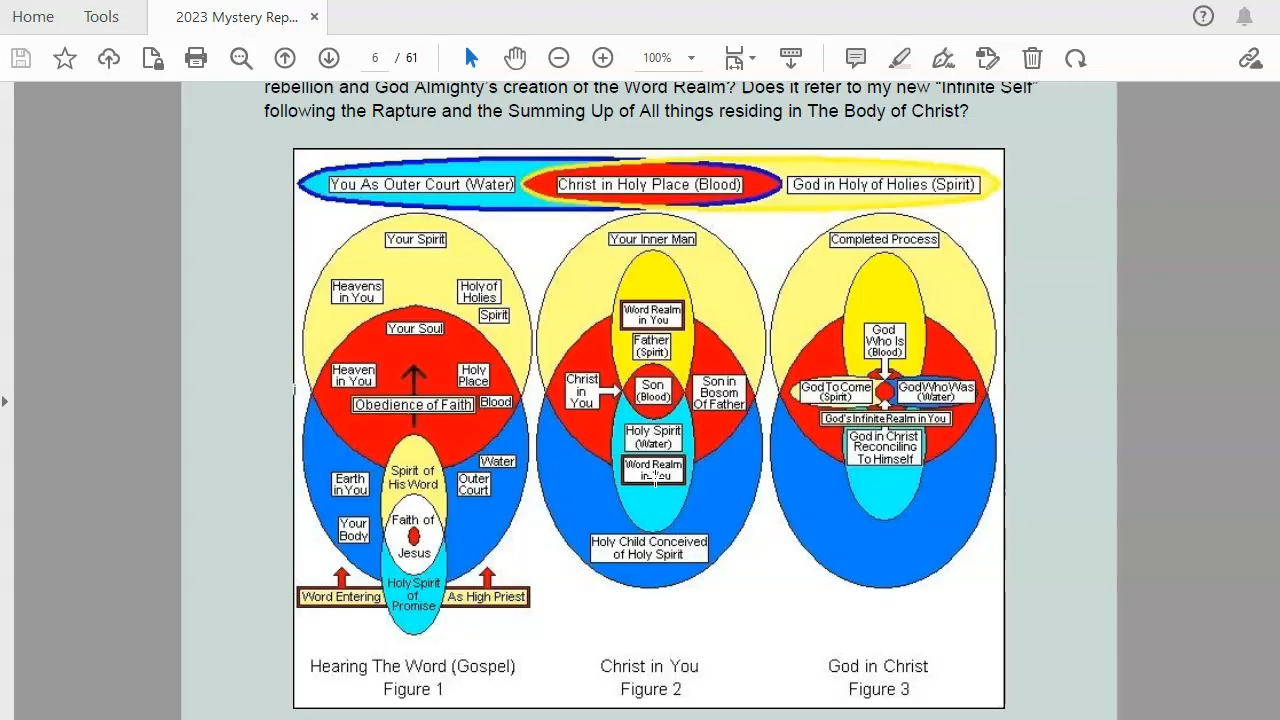 Home
Tools
2023 Mystery Rep...
6 / 61
100%
rebellion and God Almighty's creation of the Word Realm? Does it refer to my new "Infinite Self"
following the Rapture and the Summing Up of All things residing in The Body of Christ?
You As Outer Court (Water)
Christ in Holy Place (Blood)
God in Holy of Holies (Spirit)
Your Spirit
Heavens
in You
Holy of
Holies
Spirit
Your Soul
Heaven
in You
Holy
Place
Obedience of Faith
Blood
Water
Spirit of
His Word
Earth
in You
Outer
Court
Your
Body
Faith of
Jesus
Holy Spirit
of
Promise
Word Entering
As High Priest
Hearing The Word (Gospel)
Figure 1
Your Inner Man
Word Realm
in You
Father
(Spirit)
Christ
in
You
Son
(Blood)
Son in
Bosom
Of Father
Holy Spirit
(Water)
Word Realm
in You
Holy Child Conceived
of Holy Spirit
Christ in You
Figure 2
Completed Process
God
Who Is
(Blood)
God To Come
(Spirit)
God Who Was
(Water)
God's Infinite Realm in You
God in Christ
Reconciling
To Himself
God in Christ
Figure 3